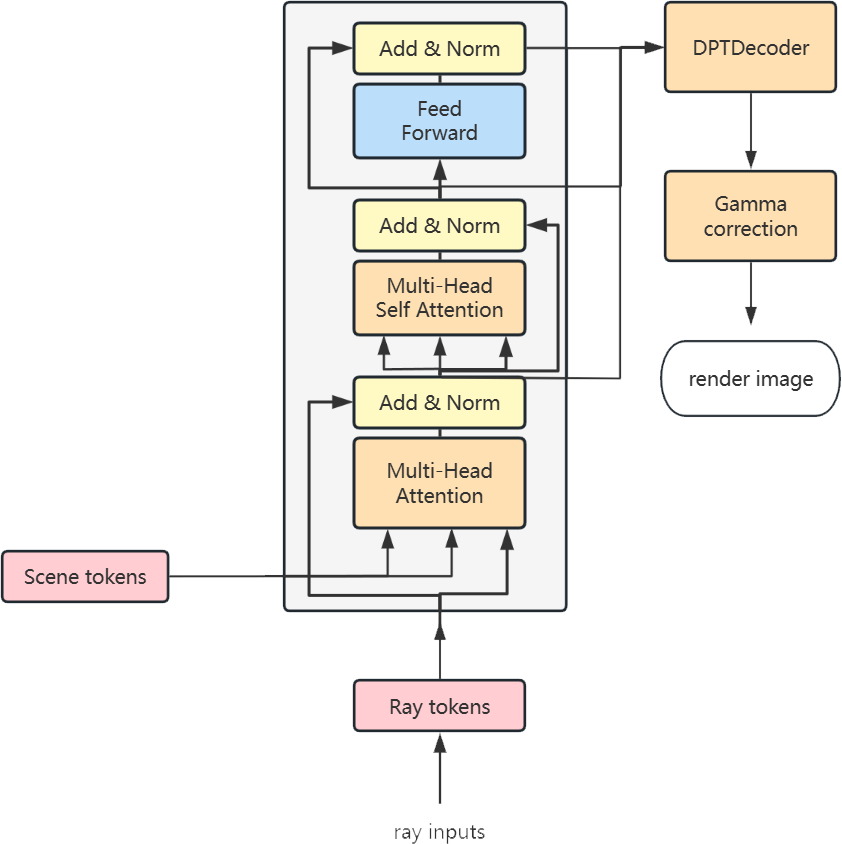 Add & Norm
Feed
Forward
Add & Norm
Multi-Head
Self Attention
Add & Norm
Multi-Head
Attention
Scene tokens
Ray tokens
ray inputs
DPTDecoder
Gamma
correction
render image